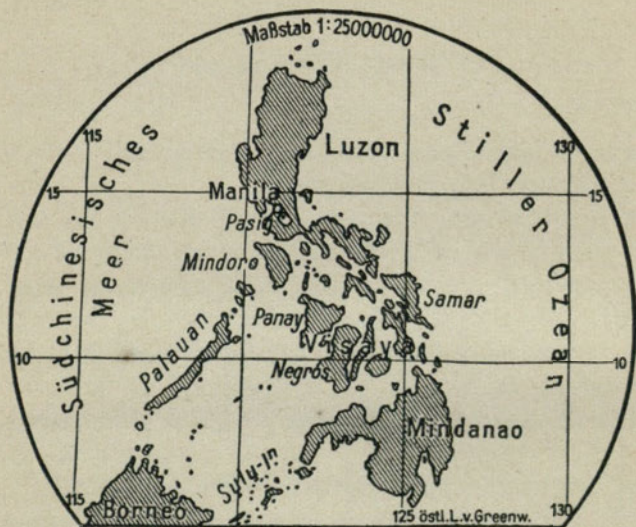 Maßstab 1:25000000
115
130
Südchinesisches
Meer
Stiller Ozean
Luzon
15
Manila
15
Pasig
Mindoro
Samar
Panay
Palauan
Visaya
10
Negros
10
Mindanao
Sulu-In
Borneo
115
125 östl.L.v.Greenw.
130